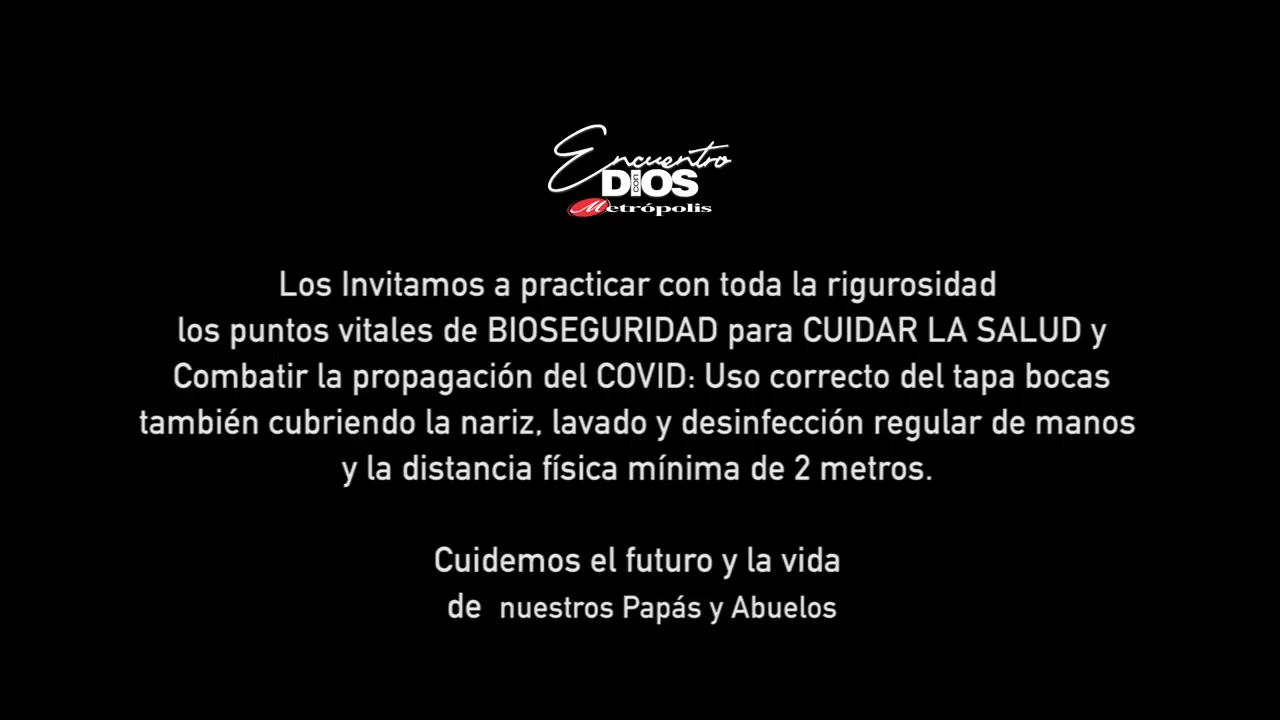 Encuentro
con
DIOS
Metrópolis
Los Invitamos a practicar con toda la rigurosidad
los puntos vitales de BIOSEGURIDAD para CUIDAR LA SALUD y
Combatir la propagación del COVID: Uso correcto del tapa bocas
también cubriendo la nariz, lavado y desinfección regular de manos
y la distancia física mínima de 2 metros.
Cuidemos el futuro y la vida
de nuestros Papás y Abuelos